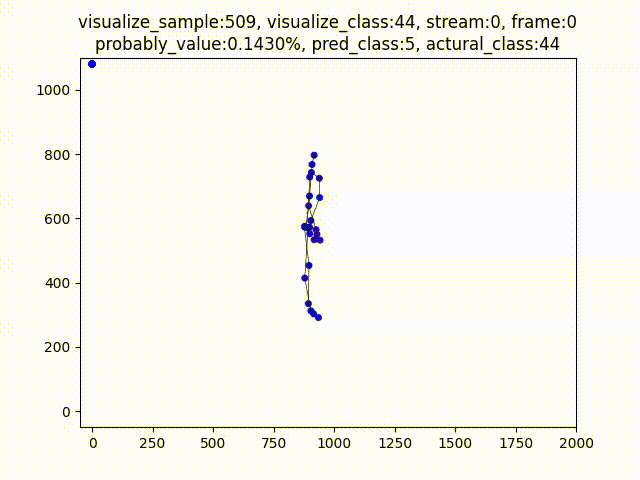 visualize_sample:509, visualize_class:44, stream:0, frame:0
probably_value:0.1430%, pred_class:5, actural_class:44
1000
800
600
400
200
0
0 250 500 750 1000 1250 1500 1750 2000